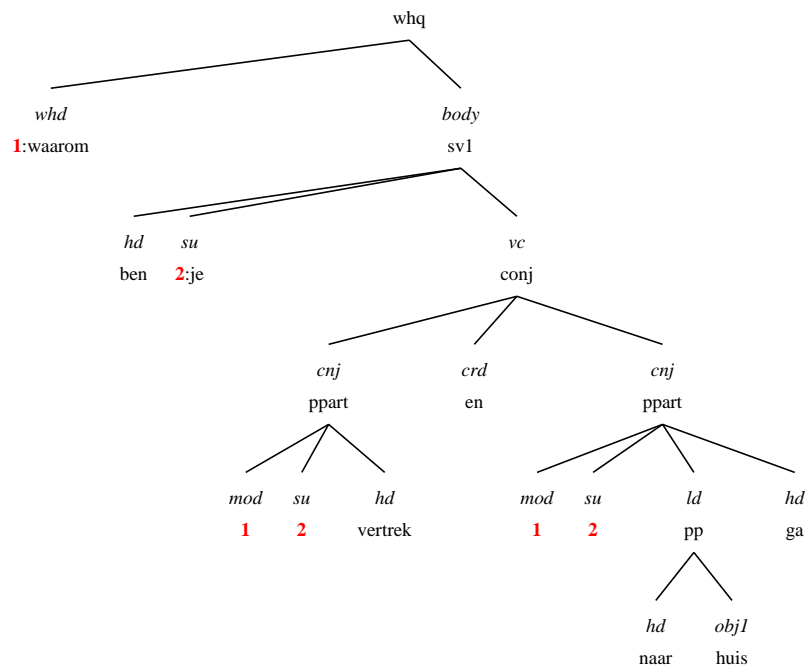 whq
whd body
1:waarom sv1
hd su vc
ben 2:je conj
cnj crd cnj
ppart en ppart
mod su hd mod su ld hd
1 2 vertrek 1 2 pp ga
hd obj1
naar huis